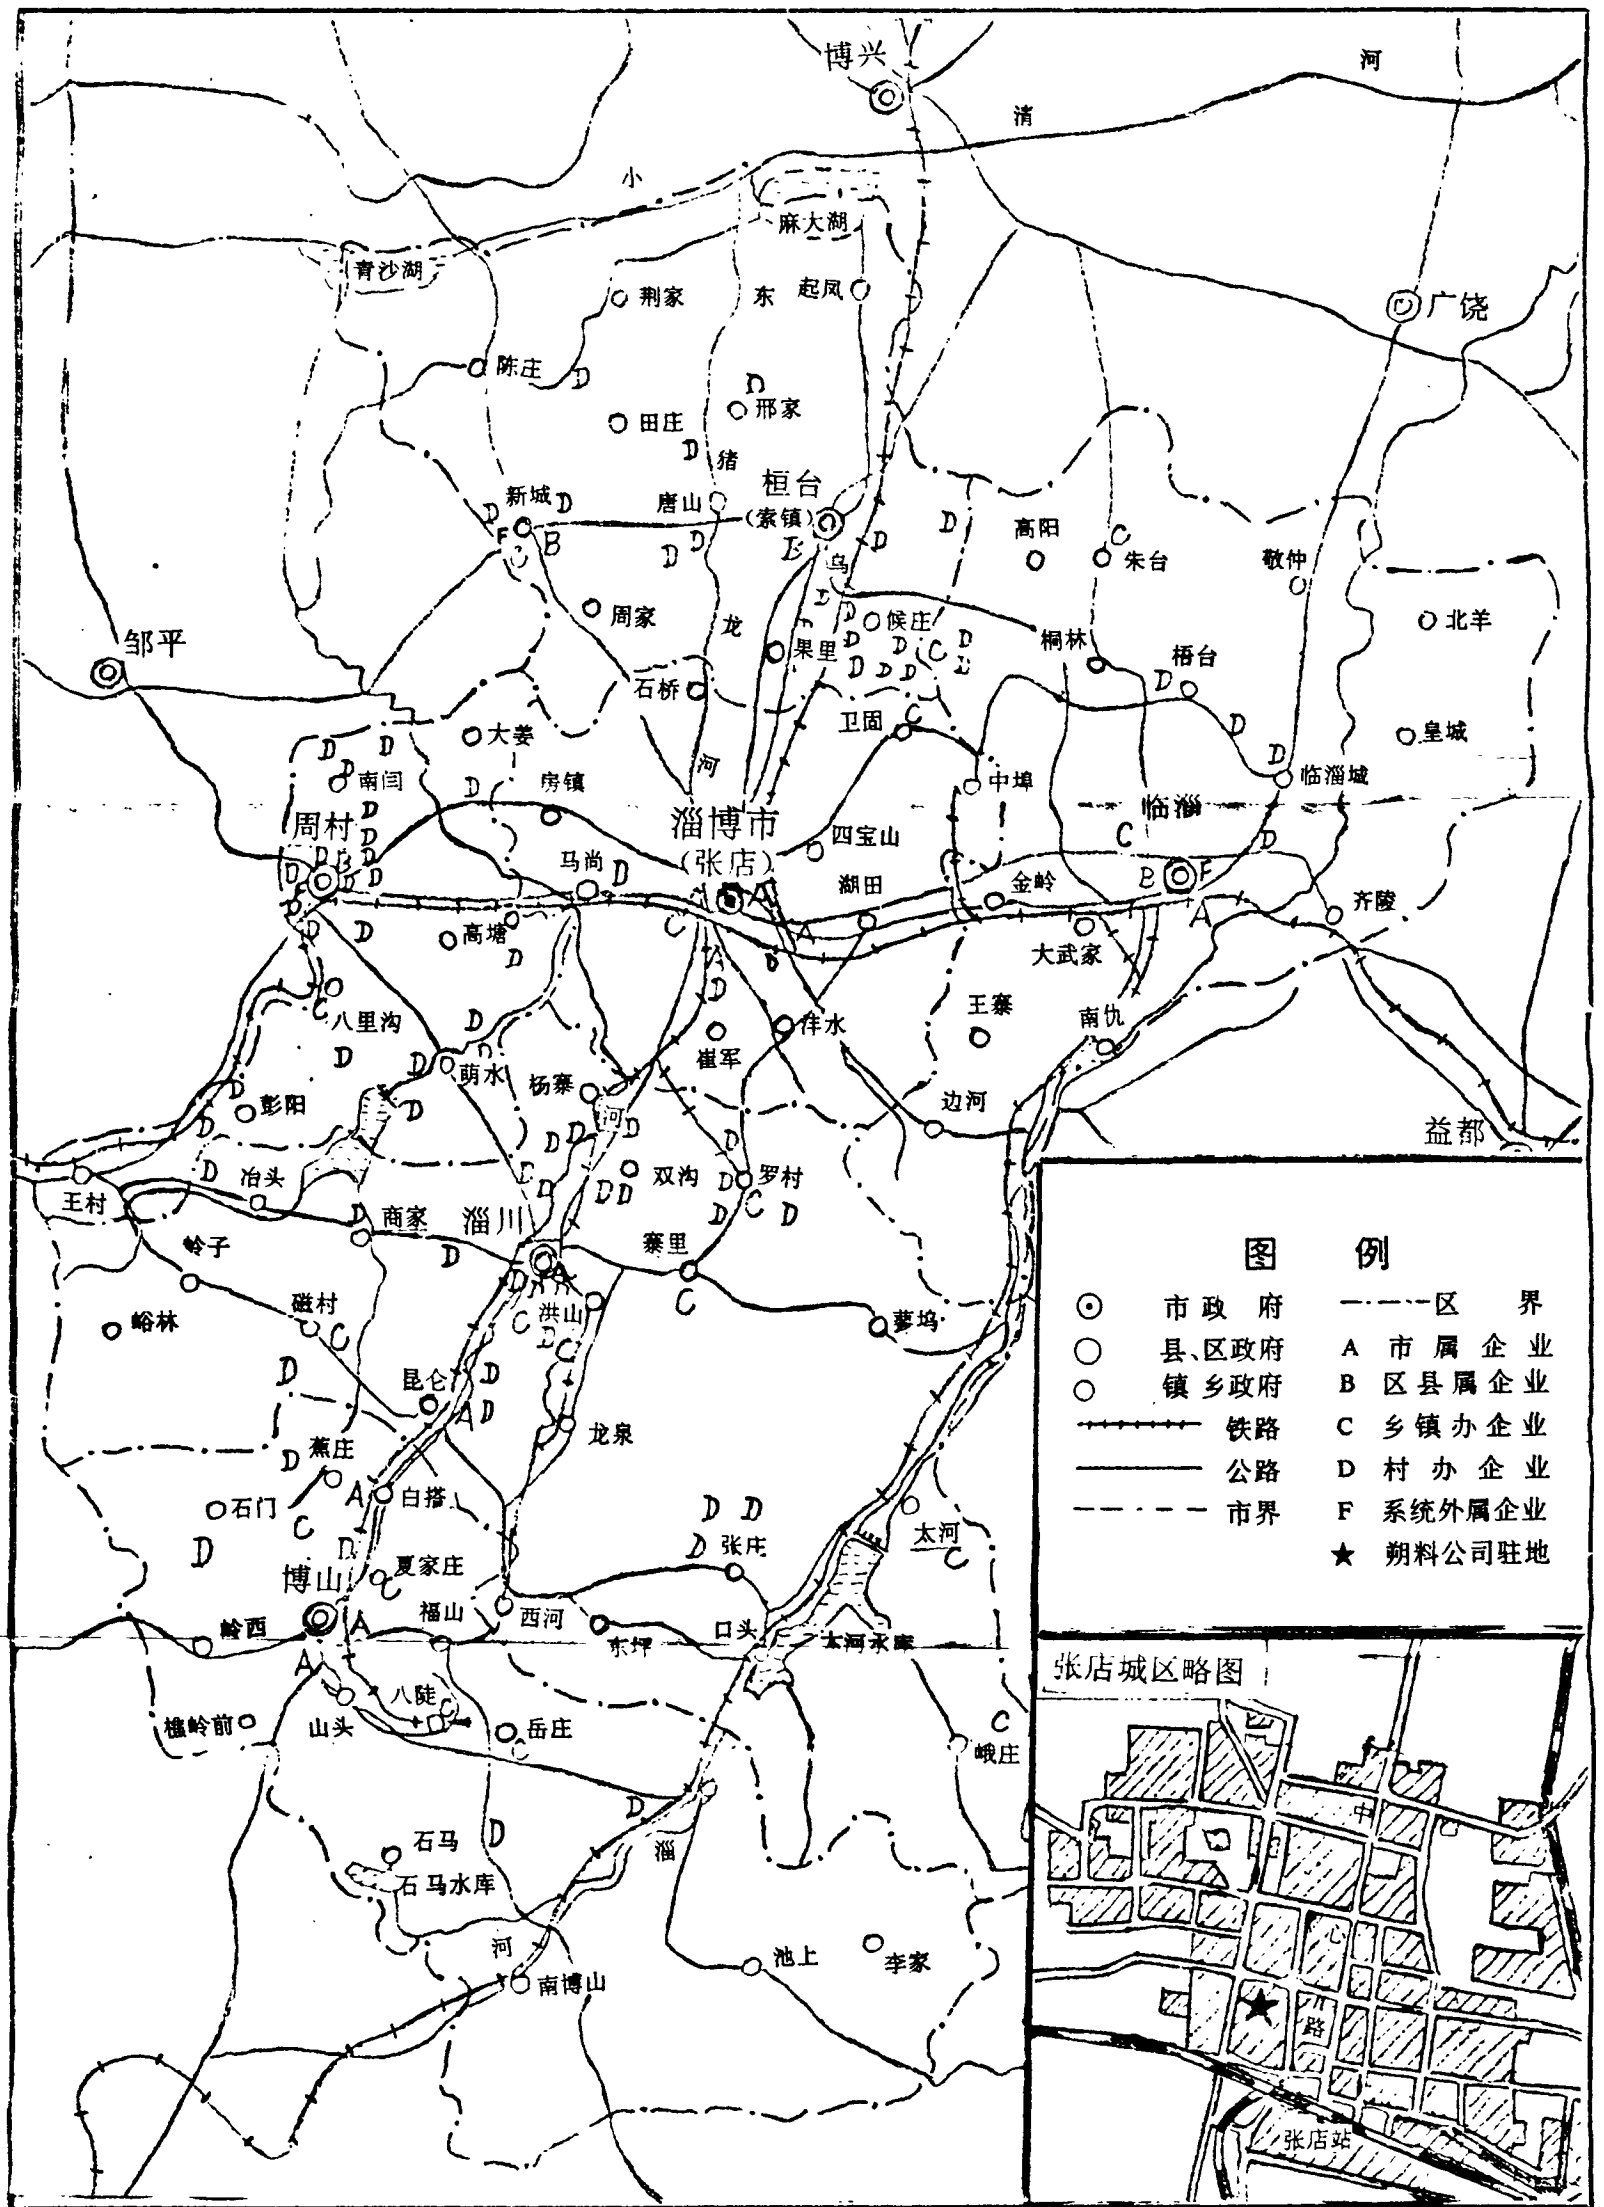 博兴
河
清
小
麻大湖
青沙湖
荆家
东
起凤
广饶
陈庄
D
D
邢家
田庄
D
猪
桓台
新城
D
唐山
(索镇)
D
D
高阳
C
F
B
D
D
B
D
朱台
敬仲
C
乌
周家
D
D
候庄
北羊
龙
F
果里
D
D
C
D
桐林
梧台
邹平
石桥
D
D
D
D
D
卫固
C
D
大姜
D
D
皇城
D
南闫
D
房镇
河
中埠
D
临淄城
D
周村
D
淄博市
临淄
D
B
D
马尚
(张店)
四宝山
C
D
D
D
D
D
A
湖田
金岭
B
F
F
D
C
A
A
齐陵
D
D
高塘
D
A
D
大武家
D
C
八里沟
D
崔军
佯水
王寨
南仇
D
D
萌水
杨寨
D
彭阳
D
河
边河
D
D
D
D
D
益都
D
冶头
D
双沟
D
罗村
王村
D
D
D
D
C
D
D
商家
淄川
D
岭子
寨里
A
D
磁村
C
C
洪山
D
C
C
蓼坞
峪林
D
昆仑
D
A
D
龙泉
D
蕉庄
石门
A
白搭
C
D
D
D
太河
C
D
D
张庄
博山
夏家庄
C
福山
西河
岭西
A
东坪
口头
太河水库
A
八陡
C
樵岭前
山头
岳庄
C
C
峨庄
D
石马
D
淄
石马水库
河
南博山
池上
李家
图 例
市政府
区 界
县、区政府
A 市属企业
镇乡政府
B 区县属企业
铁路
C 乡镇办企业
公路
D 村办企业
市界
F 系统外属企业
★ 朔料公司驻地
张店城区略图
中
心
路
张店站